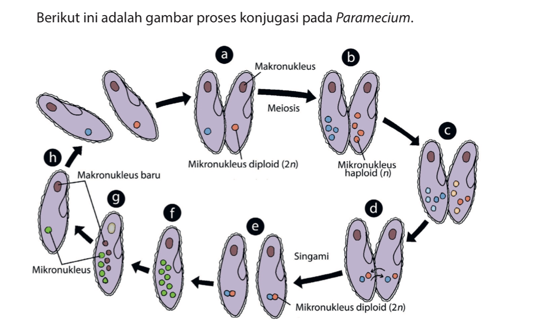 Berikut ini adalah gambar proses konjugasi pada Paramecium.
a
Makronukleus
b
Meiosis
Mikronukleus diploid (2n)
Mikronukleus
haploid (n)
c
h
Makronukleus baru
g
f
e
d
Singami
Mikronukleus
Mikronukleus diploid (2n)